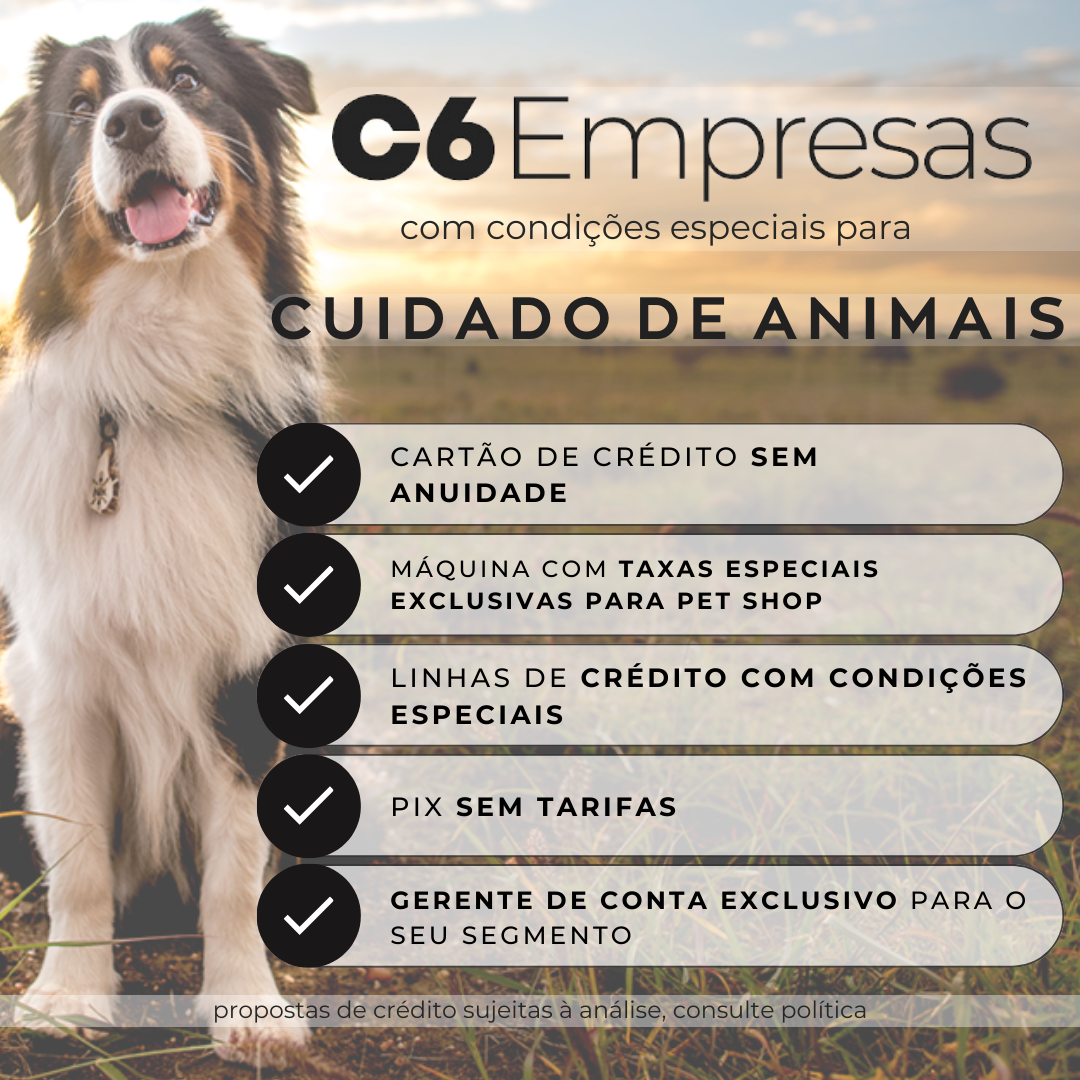 C6 Empresas
com condições especiais para
CUIDADO DE ANIMAIS
CARTÃO DE CRÉDITO SEM
ANUIDADE
MÁQUINA COM TAXAS ESPECIAIS
EXCLUSIVAS PARA PET SHOP
LINHAS DE CRÉDITO COM CONDIÇÕES
ESPECIAIS
PIX SEM TARIFAS
GERENTE DE CONTA EXCLUSIVO PARA O
SEU SEGMENTO
propostas de crédito sujeitas à análise, consulte política